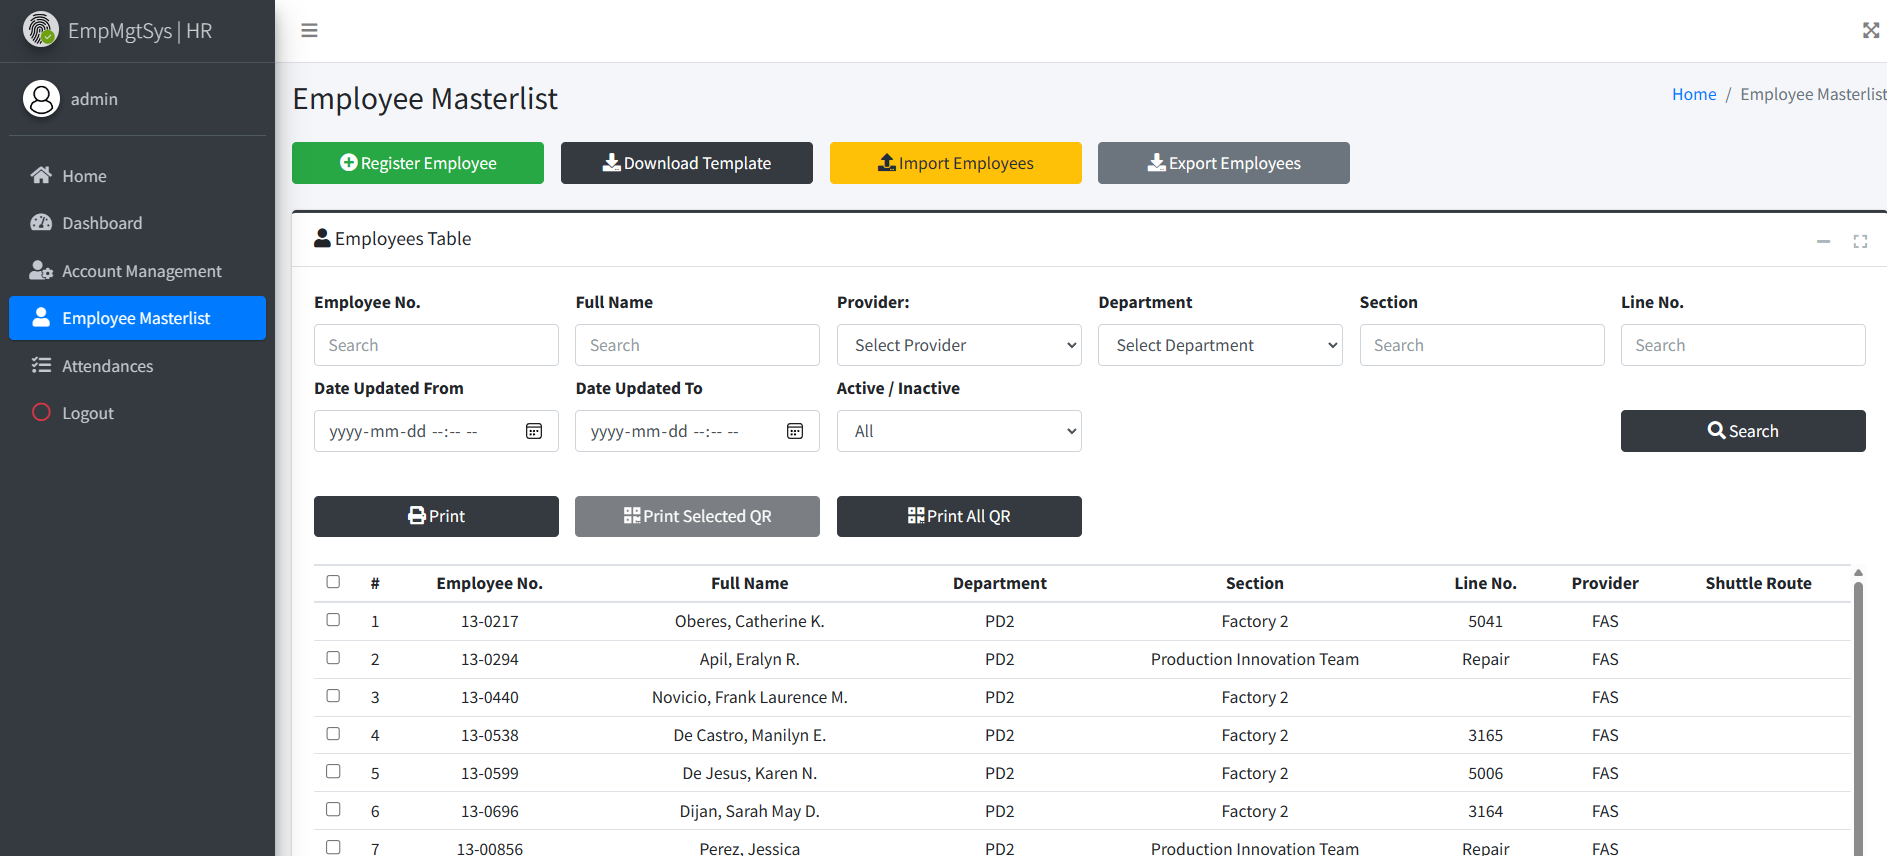 EmpMgtSys | HR
admin
Home
Dashboard
Account Management
Employee Masterlist
Attendances
Logout
Employee Masterlist
Home / Employee Masterlist
Register Employee Download Template Import Employees Export Employees
Employees Table
Employee No. Full Name Provider: Department Section Line No.
Search Search Select Provider Select Department Search Search
Date Updated From Date Updated To Active / Inactive
yyyy-mm-dd --:-- -- yyyy-mm-dd --:-- -- All Search
Print Print Selected QR Print All QR
# Employee No. Full Name Department Section Line No. Provider Shuttle Route
1 13-0217 Oberes, Catherine K. PD2 Factory 2 5041 FAS
2 13-0294 Apil, Eralyn R. PD2 Production Innovation Team Repair FAS
3 13-0440 Novicio, Frank Laurence M. PD2 Factory 2 FAS
4 13-0538 De Castro, Manilyn E. PD2 Factory 2 3165 FAS
5 13-0599 De Jesus, Karen N. PD2 Factory 2 5006 FAS
6 13-0696 Dijan, Sarah May D. PD2 Factory 2 3164 FAS
7 13-00856 Perez, Jessica PD2 Production Innovation Team Repair FAS